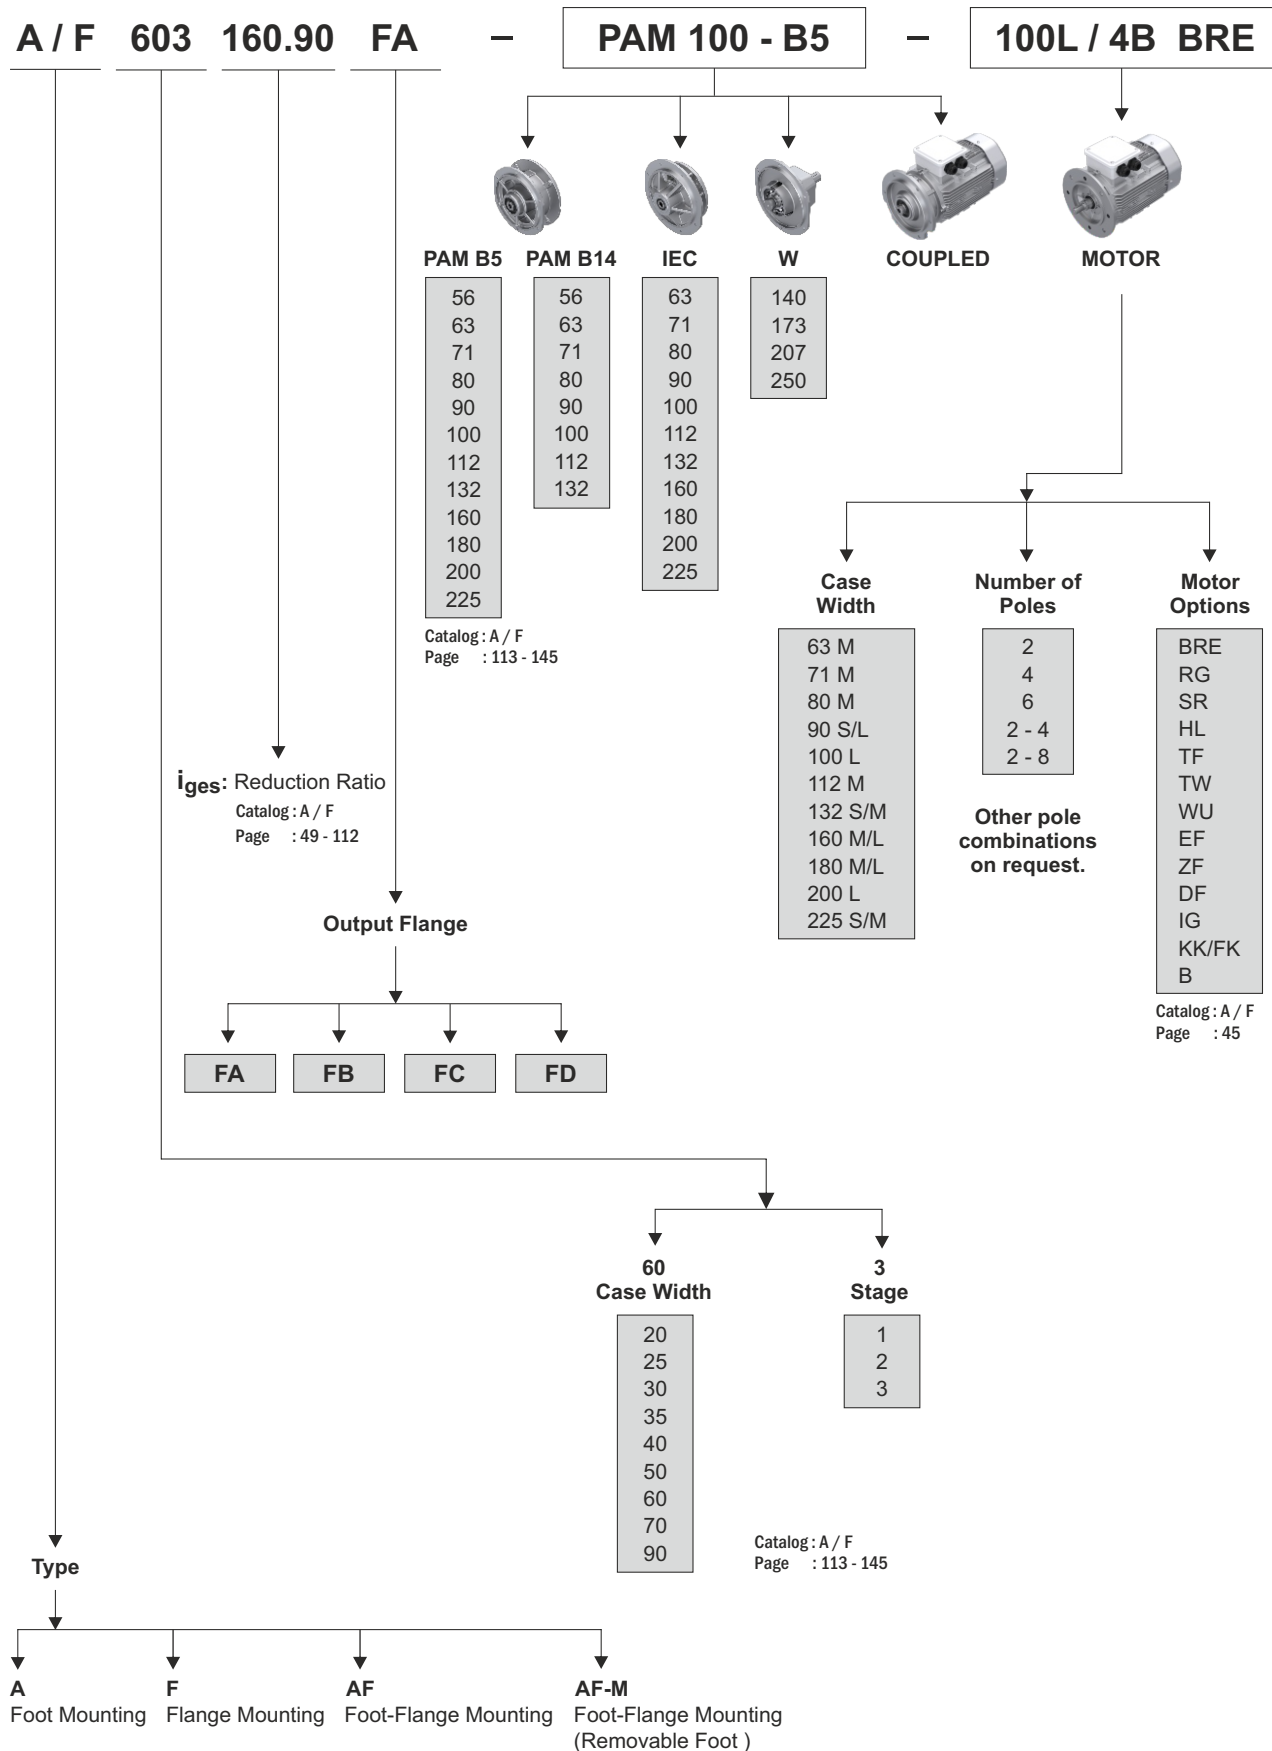 A / F 603 160.90 FA – PAM 100 - B5 – 100L / 4B BRE
PAM B5 PAM B14 IEC W COUPLED MOTOR
56
63
71
80
90
100
112
132
160
180
200
225
56
63
71
80
90
100
112
132
63
71
80
90
100
112
132
160
180
200
225
140
173
207
250
Catalog : A / F
Page : 113 - 145
Case
Width
63 M
71 M
80 M
90 S/L
100 L
112 M
132 S/M
160 M/L
180 M/L
200 L
225 S/M
Number of
Poles
2
4
6
2 - 4
2 - 8
Other pole
combinations
on request.
Motor
Options
BRE
RG
SR
HL
TF
TW
WU
EF
ZF
DF
IG
KK/FK
B
Catalog : A / F
Page : 45
iges: Reduction Ratio
Catalog : A / F
Page : 49 - 112
Output Flange
FA FB FC FD
60
Case Width
20
25
30
35
40
50
60
70
90
3
Stage
1
2
3
Catalog : A / F
Page : 113 - 145
Type
A
Foot Mounting
F
Flange Mounting
AF
Foot-Flange Mounting
AF-M
Foot-Flange Mounting
(Removable Foot )